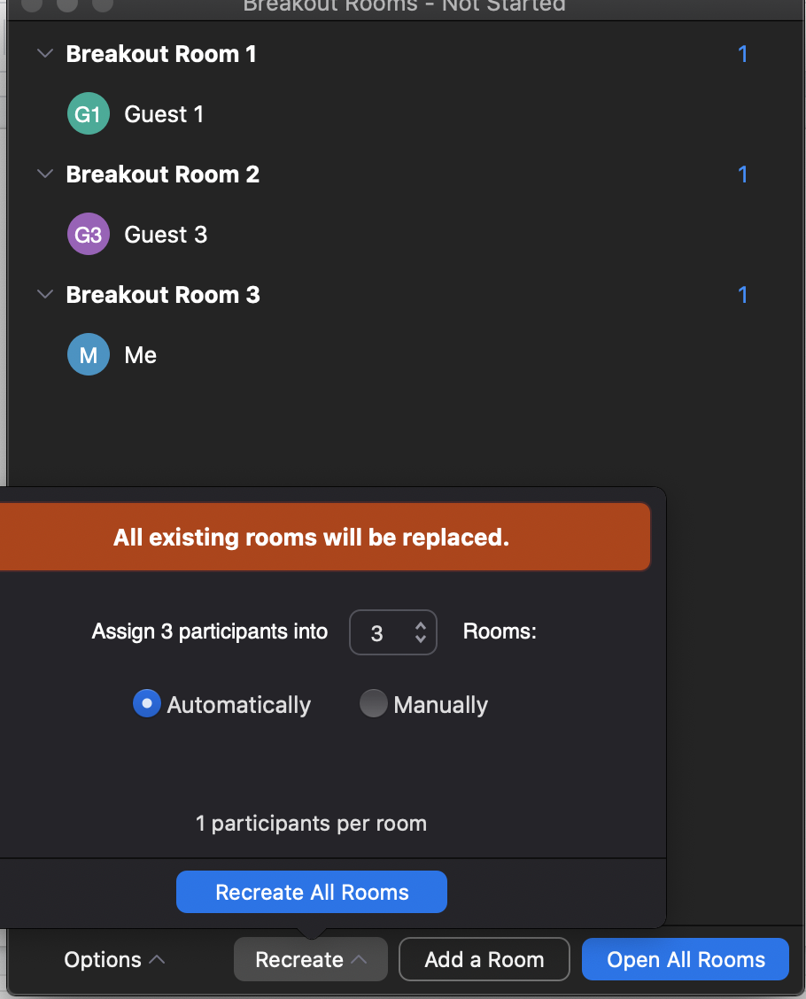 Breakout Rooms - Not Started
Breakout Room 1 1
G1 Guest 1
Breakout Room 2 1
G3 Guest 3
Breakout Room 3 1
M Me
All existing rooms will be replaced.
Assign 3 participants into 3 Rooms:
Automatically Manually
1 participants per room
Recreate All Rooms
Options Recreate Add a Room Open All Rooms